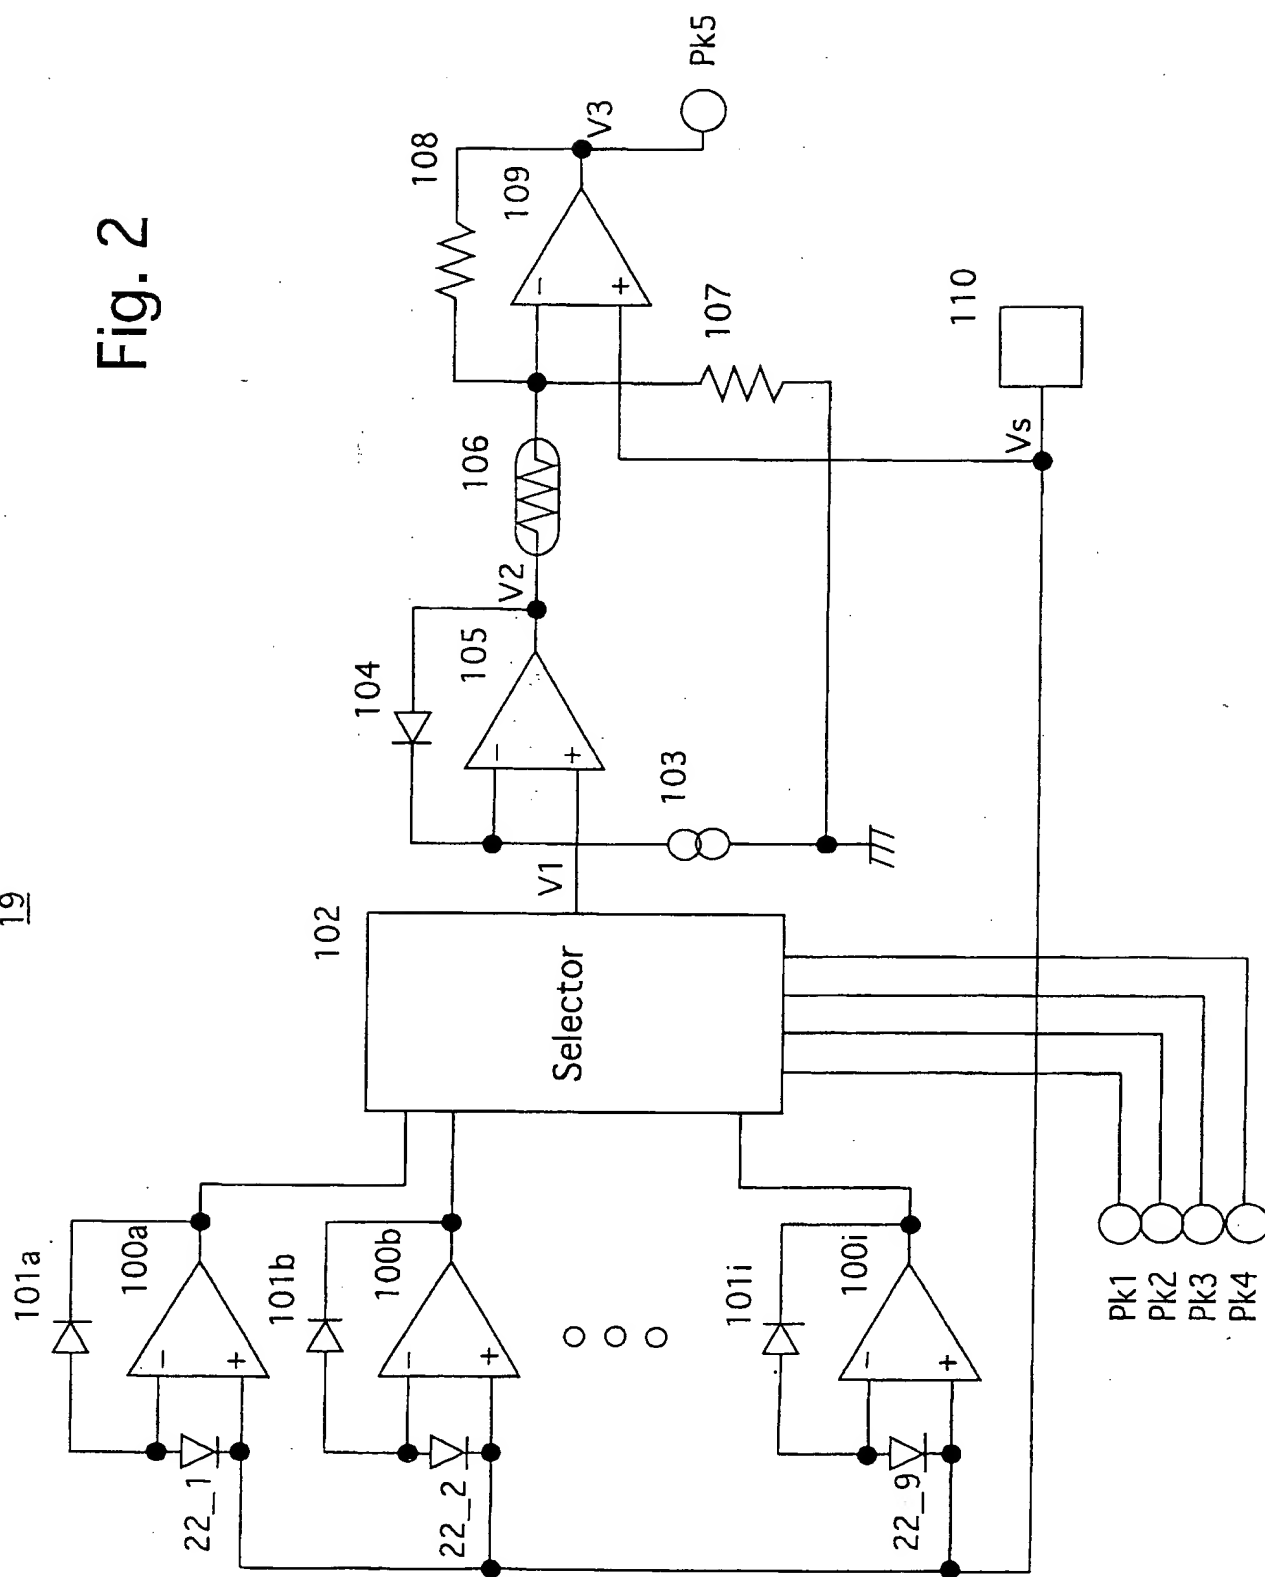 Fig. 2
19
101a
100a
22_1
101b
100b
22_2
101i
100i
22_9
102
Selector
V1
103
104
105
V2
106
107
108
109
V3
Pk5
110
Vs
Pk1
Pk2
Pk3
Pk4
−
+
−
+
−
+
−
+
−
+